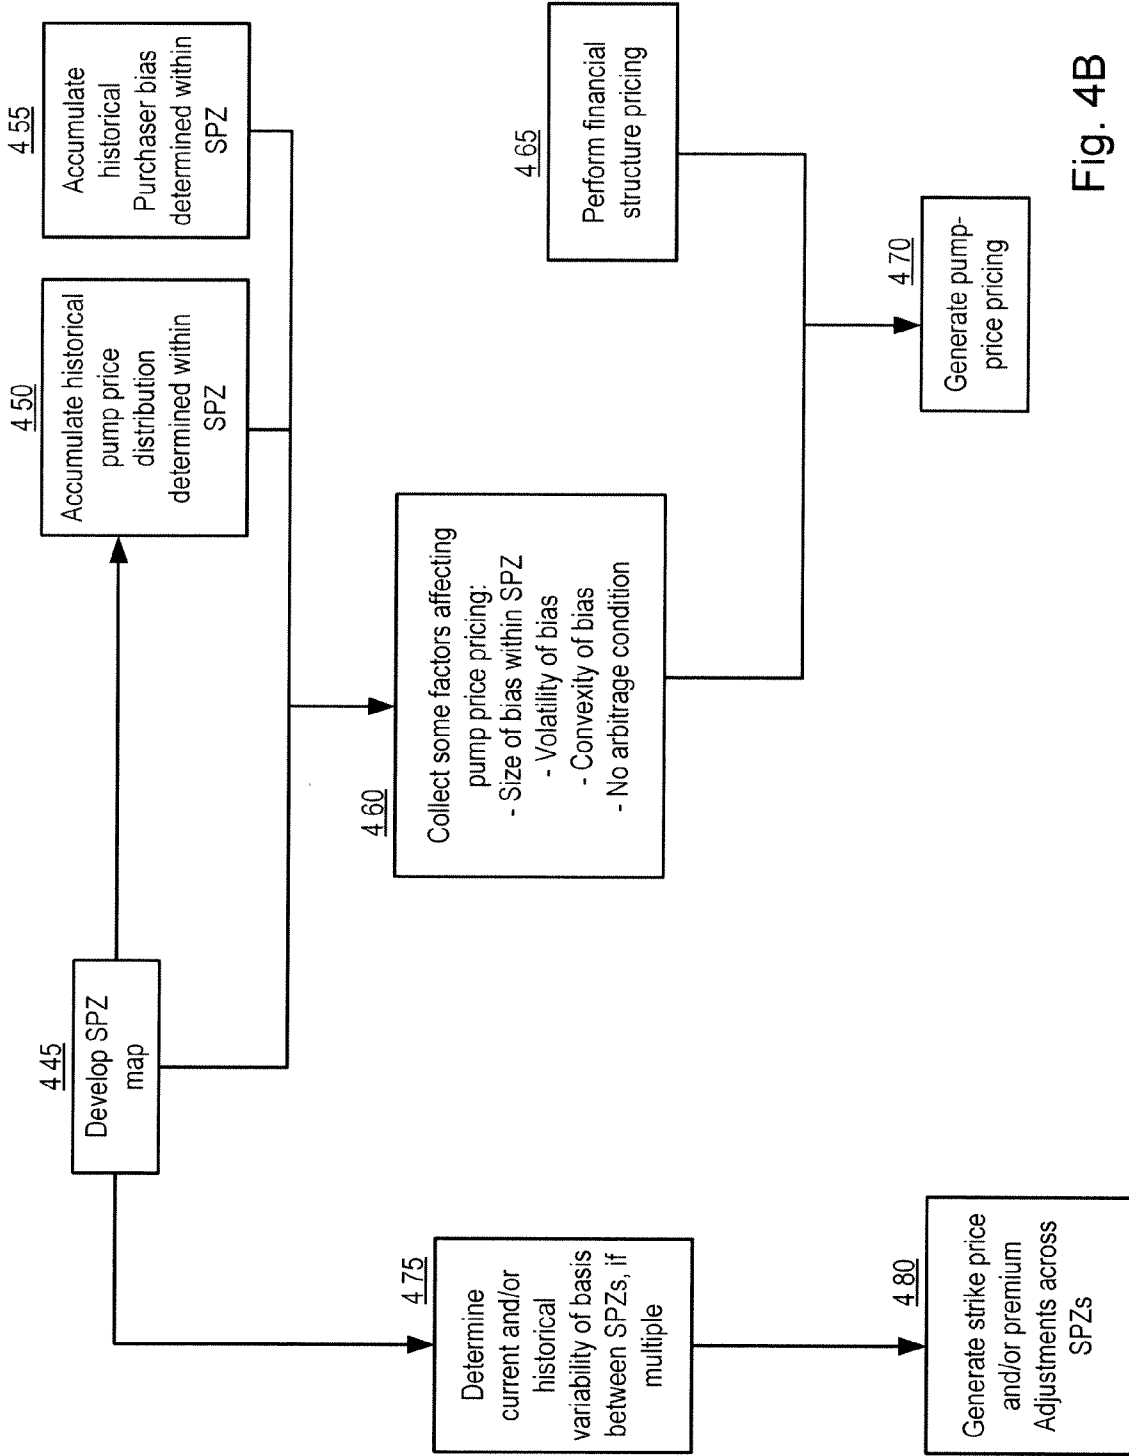 4 45
Develop SPZ
map
4 50
Accumulate historical
pump price
distribution
determined within
SPZ
4 55
Accumulate
historical
Purchaser bias
determined within
SPZ
4 60
Collect some factors affecting
pump price pricing:
- Size of bias within SPZ
- Volatility of bias
- Convexity of bias
- No arbitrage condition
4 65
Perform financial
structure pricing
4 70
Generate pump-
price pricing
4 75
Determine
current and/or
historical
variability of basis
between SPZs, if
multiple
4 80
Generate strike price
and/or premium
Adjustments across
SPZs
Fig. 4B